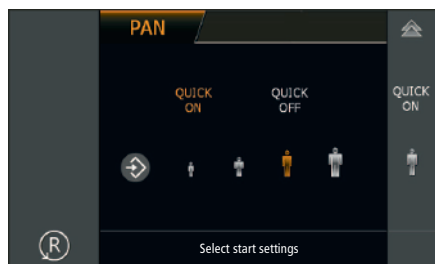 PAN
QUICK
ON
QUICK
OFF
QUICK
ON
R
Select start settings